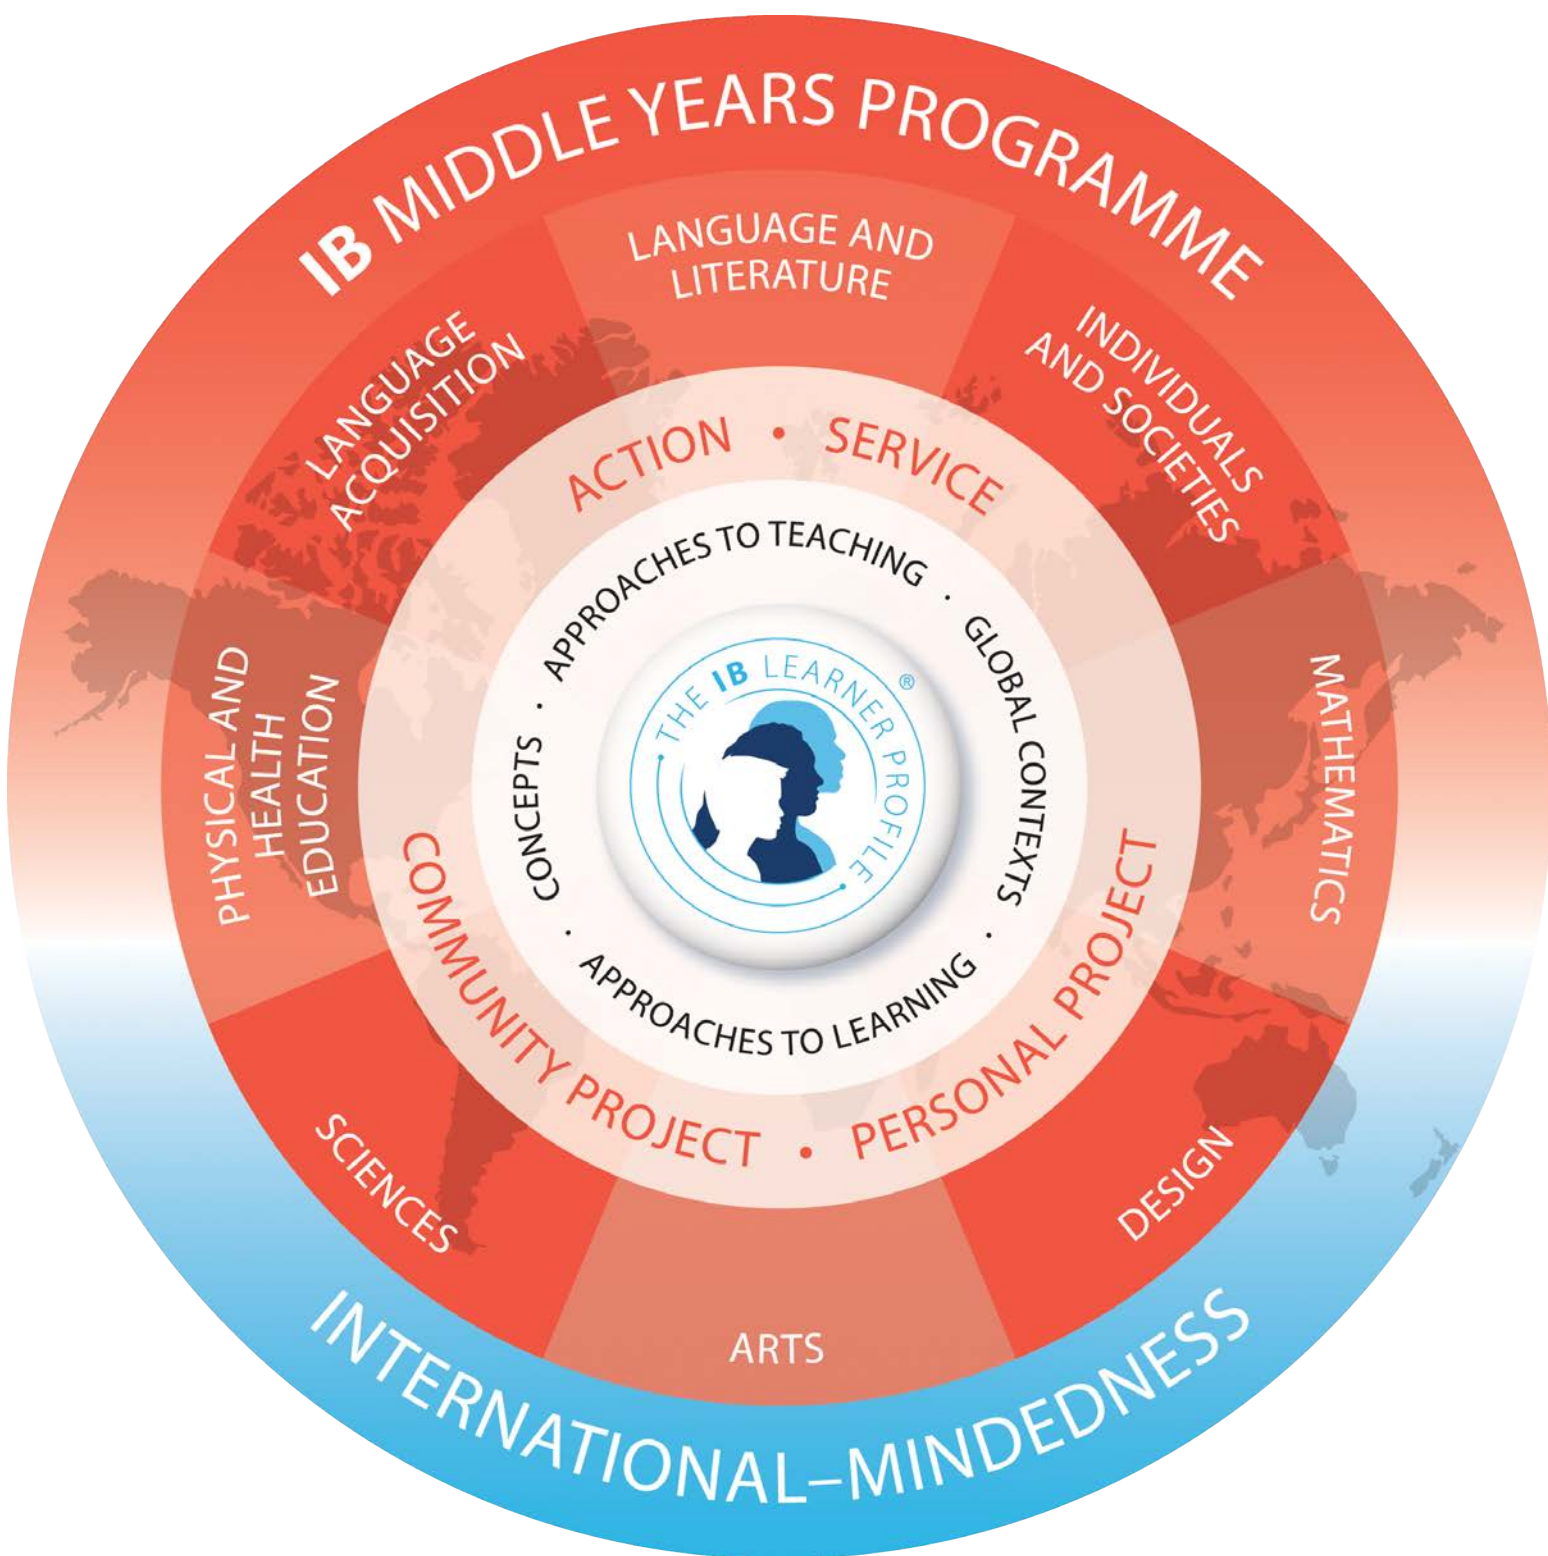 IB MIDDLE YEARS PROGRAMME
LANGUAGE AND
LITERATURE
INDIVIDUALS
AND SOCIETIES
MATHEMATICS
DESIGN
ARTS
SCIENCES
PHYSICAL AND
HEALTH
EDUCATION
LANGUAGE
ACQUISITION
ACTION • SERVICE
COMMUNITY PROJECT • PERSONAL PROJECT
APPROACHES TO TEACHING •
GLOBAL CONTEXTS •
APPROACHES TO LEARNING •
CONCEPTS •
THE IB LEARNER PROFILE ®
INTERNATIONAL–MINDEDNESS